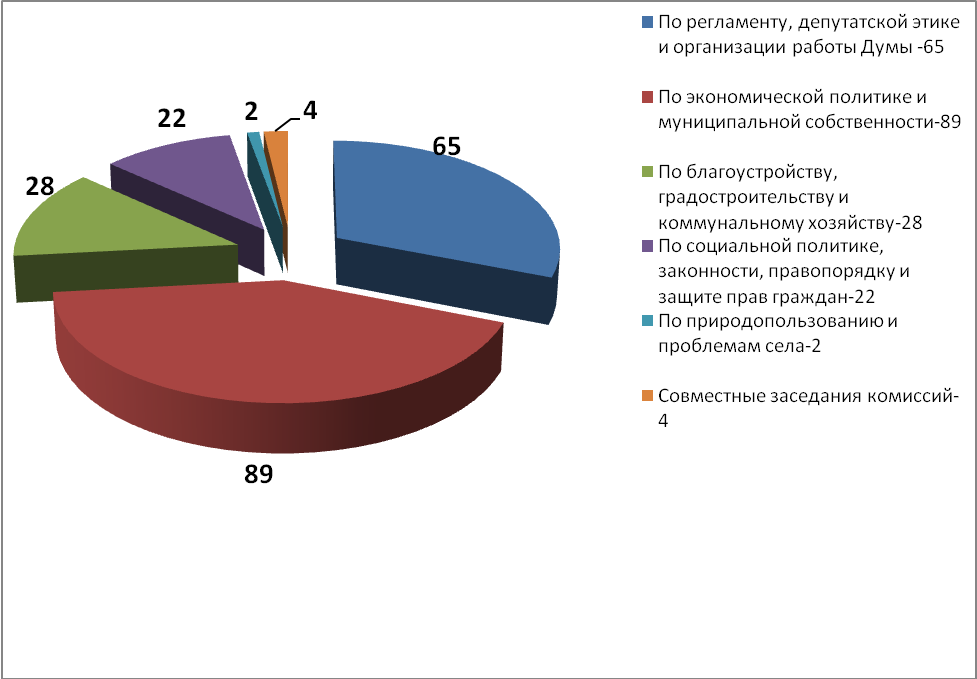 65
89
28
22
2
4
По регламенту, депутатской этике
и организации работы Думы -65
По экономической политике и
муниципальной собственности-89
По благоустройству,
градостроительству и
коммунальному хозяйству-28
По социальной политике,
законности, правопорядку и
защите прав граждан-22
По природопользованию и
проблемам села-2
Совместные заседания комиссий-
4